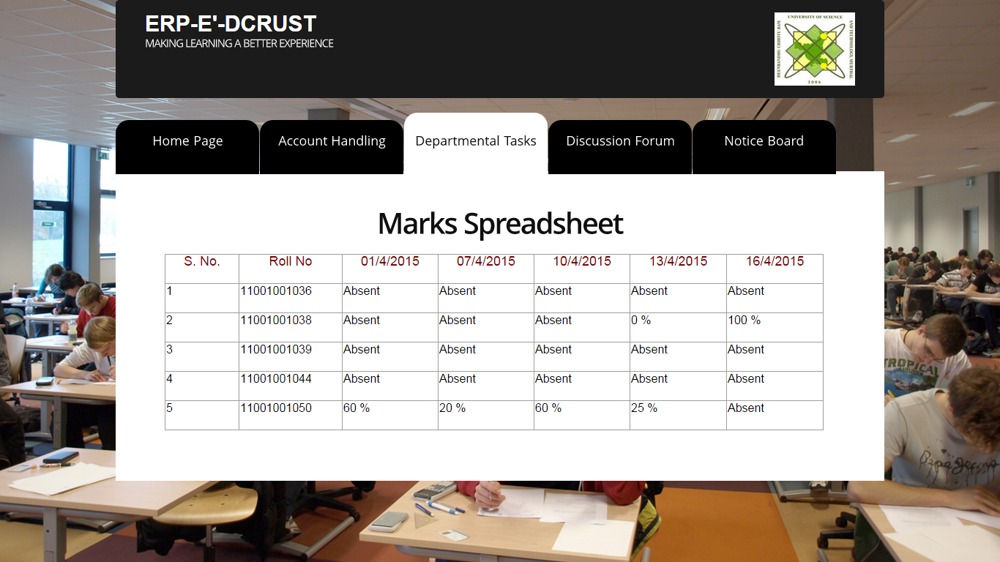 ERP-E'-DCRUST
MAKING LEARNING A BETTER EXPERIENCE
UNIVERSITY OF SCIENCE
AND TECHNOLOGY, MURTHAL
DEENBANDHU CHHOTU RAM
2006
Home Page Account Handling Departmental Tasks Discussion Forum Notice Board
Marks Spreadsheet
S. No. Roll No 01/4/2015 07/4/2015 10/4/2015 13/4/2015 16/4/2015
1 11001001036 Absent Absent Absent Absent Absent
2 11001001038 Absent Absent Absent 0 % 100 %
3 11001001039 Absent Absent Absent Absent Absent
4 11001001044 Absent Absent Absent Absent Absent
5 11001001050 60 % 20 % 60 % 25 % Absent
TROPICAL